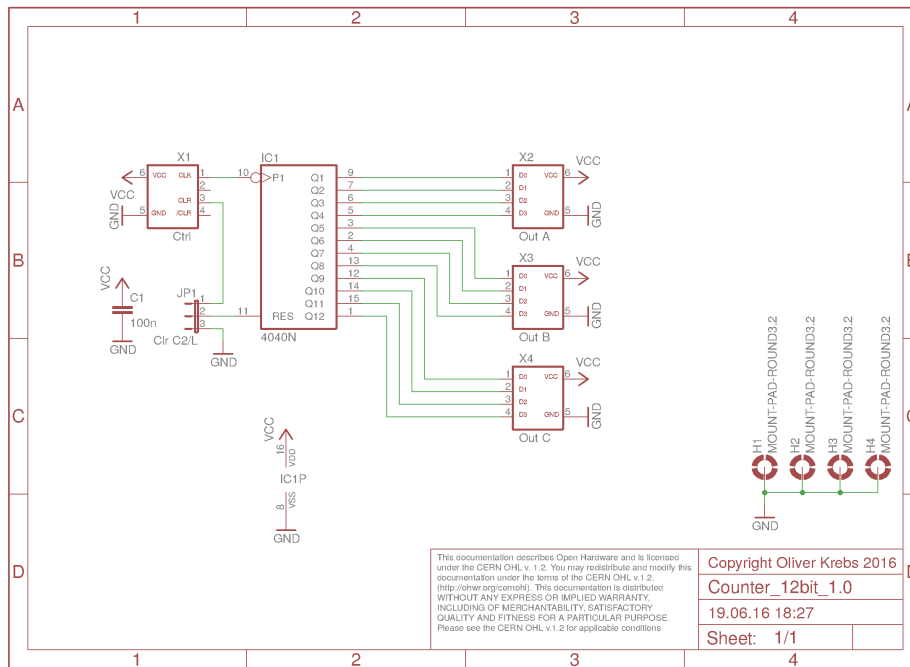 1 2 3 4
A
B
C
D
X1
6 VCC CLK 1
2
CLR 3
5 GND /CLR 4
VCC
GND
Ctrl
IC1
10 P1
11 RES
4040N
Q1 9
Q2 7
Q3 6
Q4 5
Q5 3
Q6 2
Q7 4
Q8 13
Q9 12
Q10 14
Q11 15
Q12 1
X2
1 D0 VCC 6 VCC
2 D1
3 D2
4 D3 GND 5 GND
Out A
X3
1 D0 VCC 6 VCC
2 D1
3 D2
4 D3 GND 5 GND
Out B
X4
1 D0 VCC 6 VCC
2 D1
3 D2
4 D3 GND 5 GND
Out C
VCC
C1
100n
GND
JP1
1
2
3
Clr C2/L
GND
VCC
16 VDD
IC1P
8 VSS
GND
H1 MOUNT-PAD-ROUND3.2
H2 MOUNT-PAD-ROUND3.2
H3 MOUNT-PAD-ROUND3.2
H4 MOUNT-PAD-ROUND3.2
GND
This documentation describes Open Hardware and is licensed
under the CERN OHL v. 1.2. You may redistribute and modify this
documentation under the terms of the CERN OHL v.1.2.
(http://ohwr.org/cernohl). This documentation is distributed
WITHOUT ANY EXPRESS OR IMPLIED WARRANTY,
INCLUDING OF MERCHANTABILITY, SATISFACTORY
QUALITY AND FITNESS FOR A PARTICULAR PURPOSE.
Please see the CERN OHL v.1.2 for applicable conditions
Copyright Oliver Krebs 2016
Counter_12bit_1.0
19.06.16 18:27
Sheet: 1/1
A
B
C
D
1 2 3 4